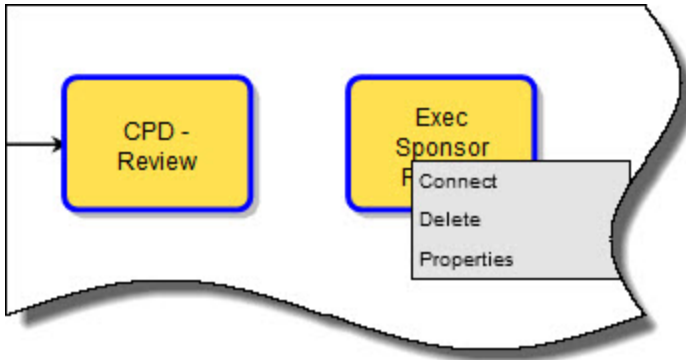 CPD -
Review
Exec
Sponsor
Connect
Delete
Properties